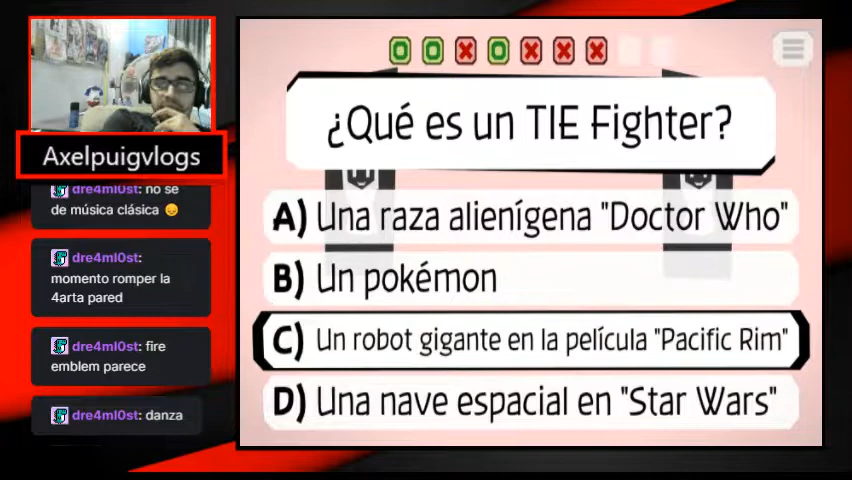 Axelpuigvlogs
dre4ml0st: no se
de música clásica 😞
dre4ml0st:
momento romper la
4arta pared
dre4ml0st: fire
emblem parece
dre4ml0st: danza
¿Qué es un TIE Fighter?
A) Una raza alienígena "Doctor Who"
B) Un pokémon
C) Un robot gigante en la película "Pacific Rim"
D) Una nave espacial en "Star Wars"